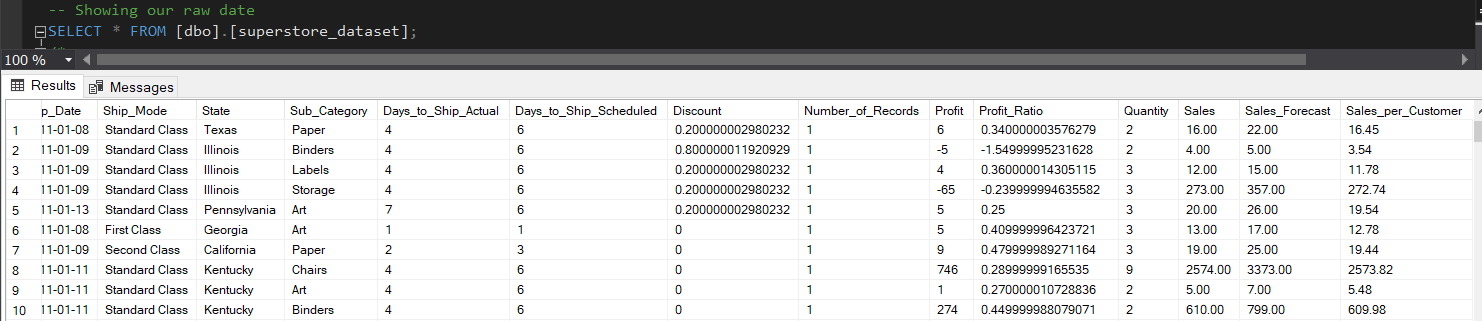 -- Showing our raw date
SELECT * FROM [dbo].[superstore_dataset];
100 %
Results Messages
p_Date Ship_Mode State Sub_Category Days_to_Ship_Actual Days_to_Ship_Scheduled Discount Number_of_Records Profit Profit_Ratio Quantity Sales Sales_Forecast Sales_per_Customer
1 11-01-08 Standard Class Texas Paper 4 6 0.200000002980232 1 6 0.340000003576279 2 16.00 22.00 16.45
2 11-01-09 Standard Class Illinois Binders 4 6 0.800000011920929 1 -5 -1.54999995231628 2 4.00 5.00 3.54
3 11-01-09 Standard Class Illinois Labels 4 6 0.200000002980232 1 4 0.360000014305115 3 12.00 15.00 11.78
4 11-01-09 Standard Class Illinois Storage 4 6 0.200000002980232 1 -65 -0.239999994635582 3 273.00 357.00 272.74
5 11-01-13 Standard Class Pennsylvania Art 7 6 0.200000002980232 1 5 0.25 3 20.00 26.00 19.54
6 11-01-08 First Class Georgia Art 1 1 0 1 5 0.409999996423721 3 13.00 17.00 12.78
7 11-01-09 Second Class California Paper 2 3 0 1 9 0.479999989271164 3 19.00 25.00 19.44
8 11-01-11 Standard Class Kentucky Chairs 4 6 0 1 746 0.28999999165535 9 2574.00 3373.00 2573.82
9 11-01-11 Standard Class Kentucky Art 4 6 0 1 1 0.270000010728836 2 5.00 7.00 5.48
10 11-01-11 Standard Class Kentucky Binders 4 6 0 1 274 0.449999988079071 2 610.00 799.00 609.98